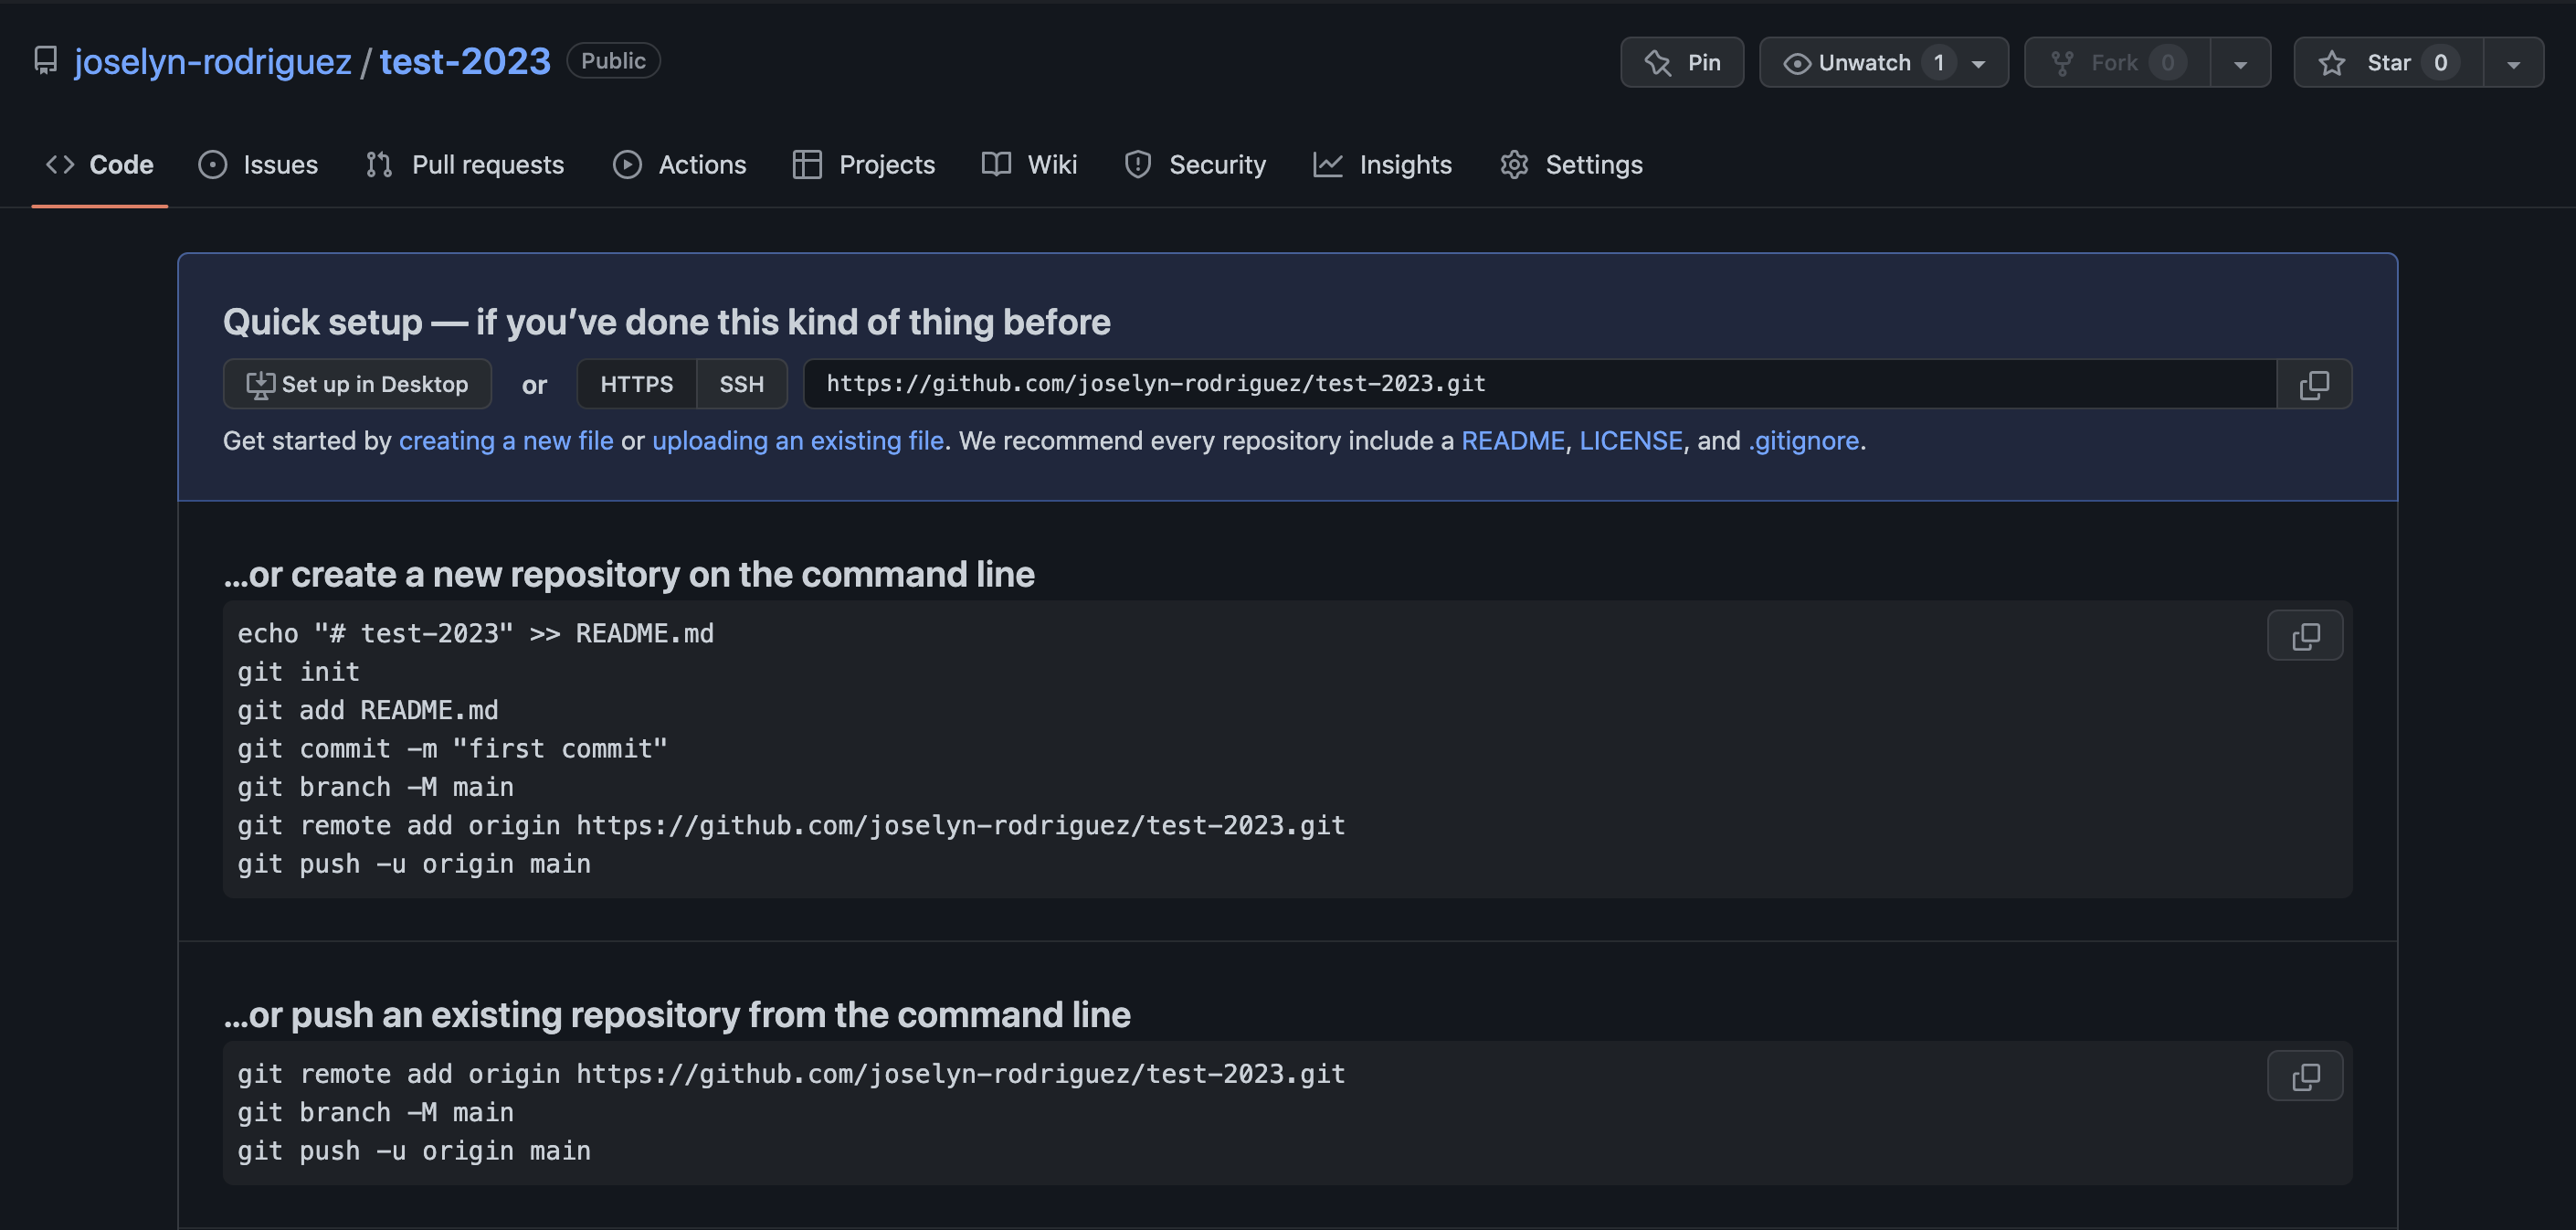 joselyn-rodriguez / test-2023 Public Pin Unwatch 1 Fork 0 Star 0
Code Issues Pull requests Actions Projects Wiki Security Insights Settings
Quick setup — if you’ve done this kind of thing before
Set up in Desktop or HTTPS SSH https://github.com/joselyn-rodriguez/test-2023.git
Get started by creating a new file or uploading an existing file. We recommend every repository include a README, LICENSE, and .gitignore.
…or create a new repository on the command line
echo "# test-2023" >> README.md
git init
git add README.md
git commit -m "first commit"
git branch -M main
git remote add origin https://github.com/joselyn-rodriguez/test-2023.git
git push -u origin main
…or push an existing repository from the command line
git remote add origin https://github.com/joselyn-rodriguez/test-2023.git
git branch -M main
git push -u origin main